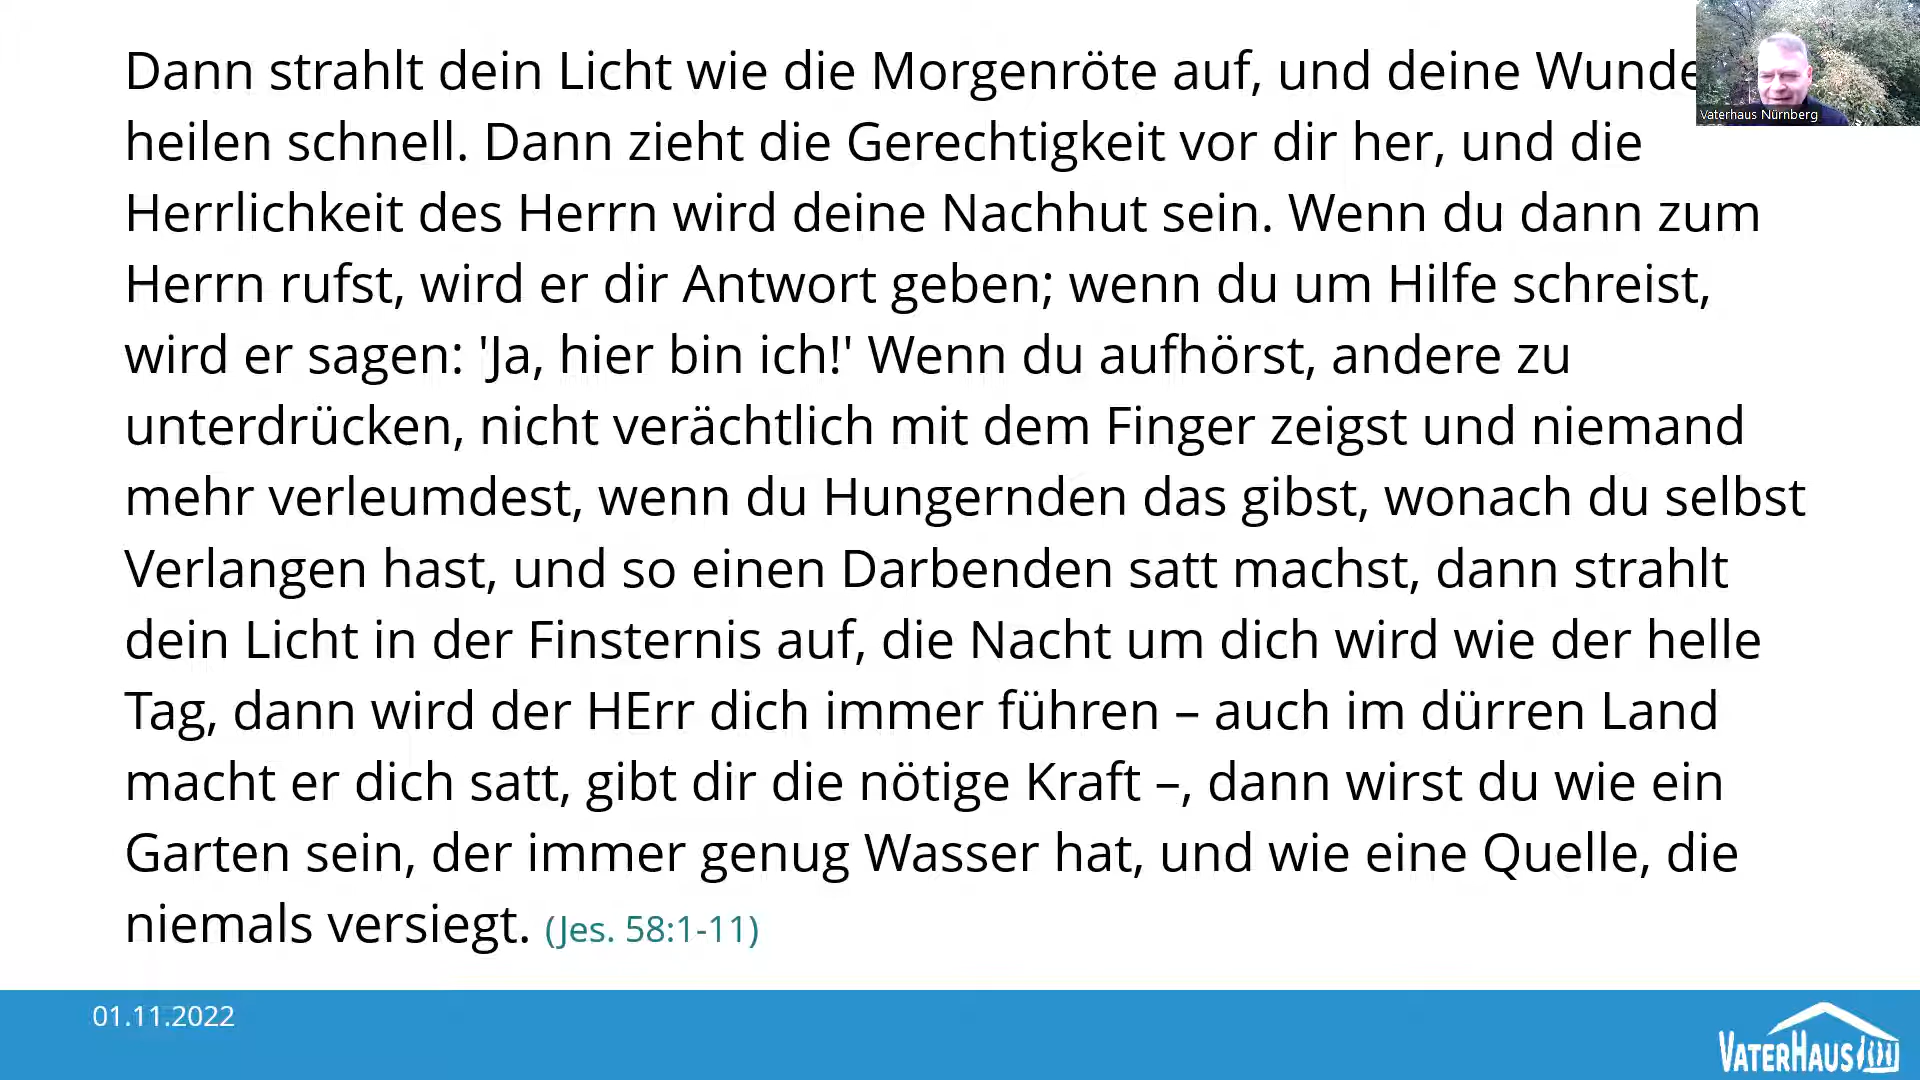 Dann strahlt dein Licht wie die Morgenröte auf, und deine Wunde
heilen schnell. Dann zieht die Gerechtigkeit vor dir her, und die
Herrlichkeit des Herrn wird deine Nachhut sein. Wenn du dann zum
Herrn rufst, wird er dir Antwort geben; wenn du um Hilfe schreist,
wird er sagen: 'Ja, hier bin ich!' Wenn du aufhörst, andere zu
unterdrücken, nicht verächtlich mit dem Finger zeigst und niemand
mehr verleumdest, wenn du Hungernden das gibst, wonach du selbst
Verlangen hast, und so einen Darbenden satt machst, dann strahlt
dein Licht in der Finsternis auf, die Nacht um dich wird wie der helle
Tag, dann wird der HErr dich immer führen – auch im dürren Land
macht er dich satt, gibt dir die nötige Kraft –, dann wirst du wie ein
Garten sein, der immer genug Wasser hat, und wie eine Quelle, die
niemals versiegt. (Jes. 58:1-11)
Vaterhaus Nürnberg
01.11.2022
VATERHAUS